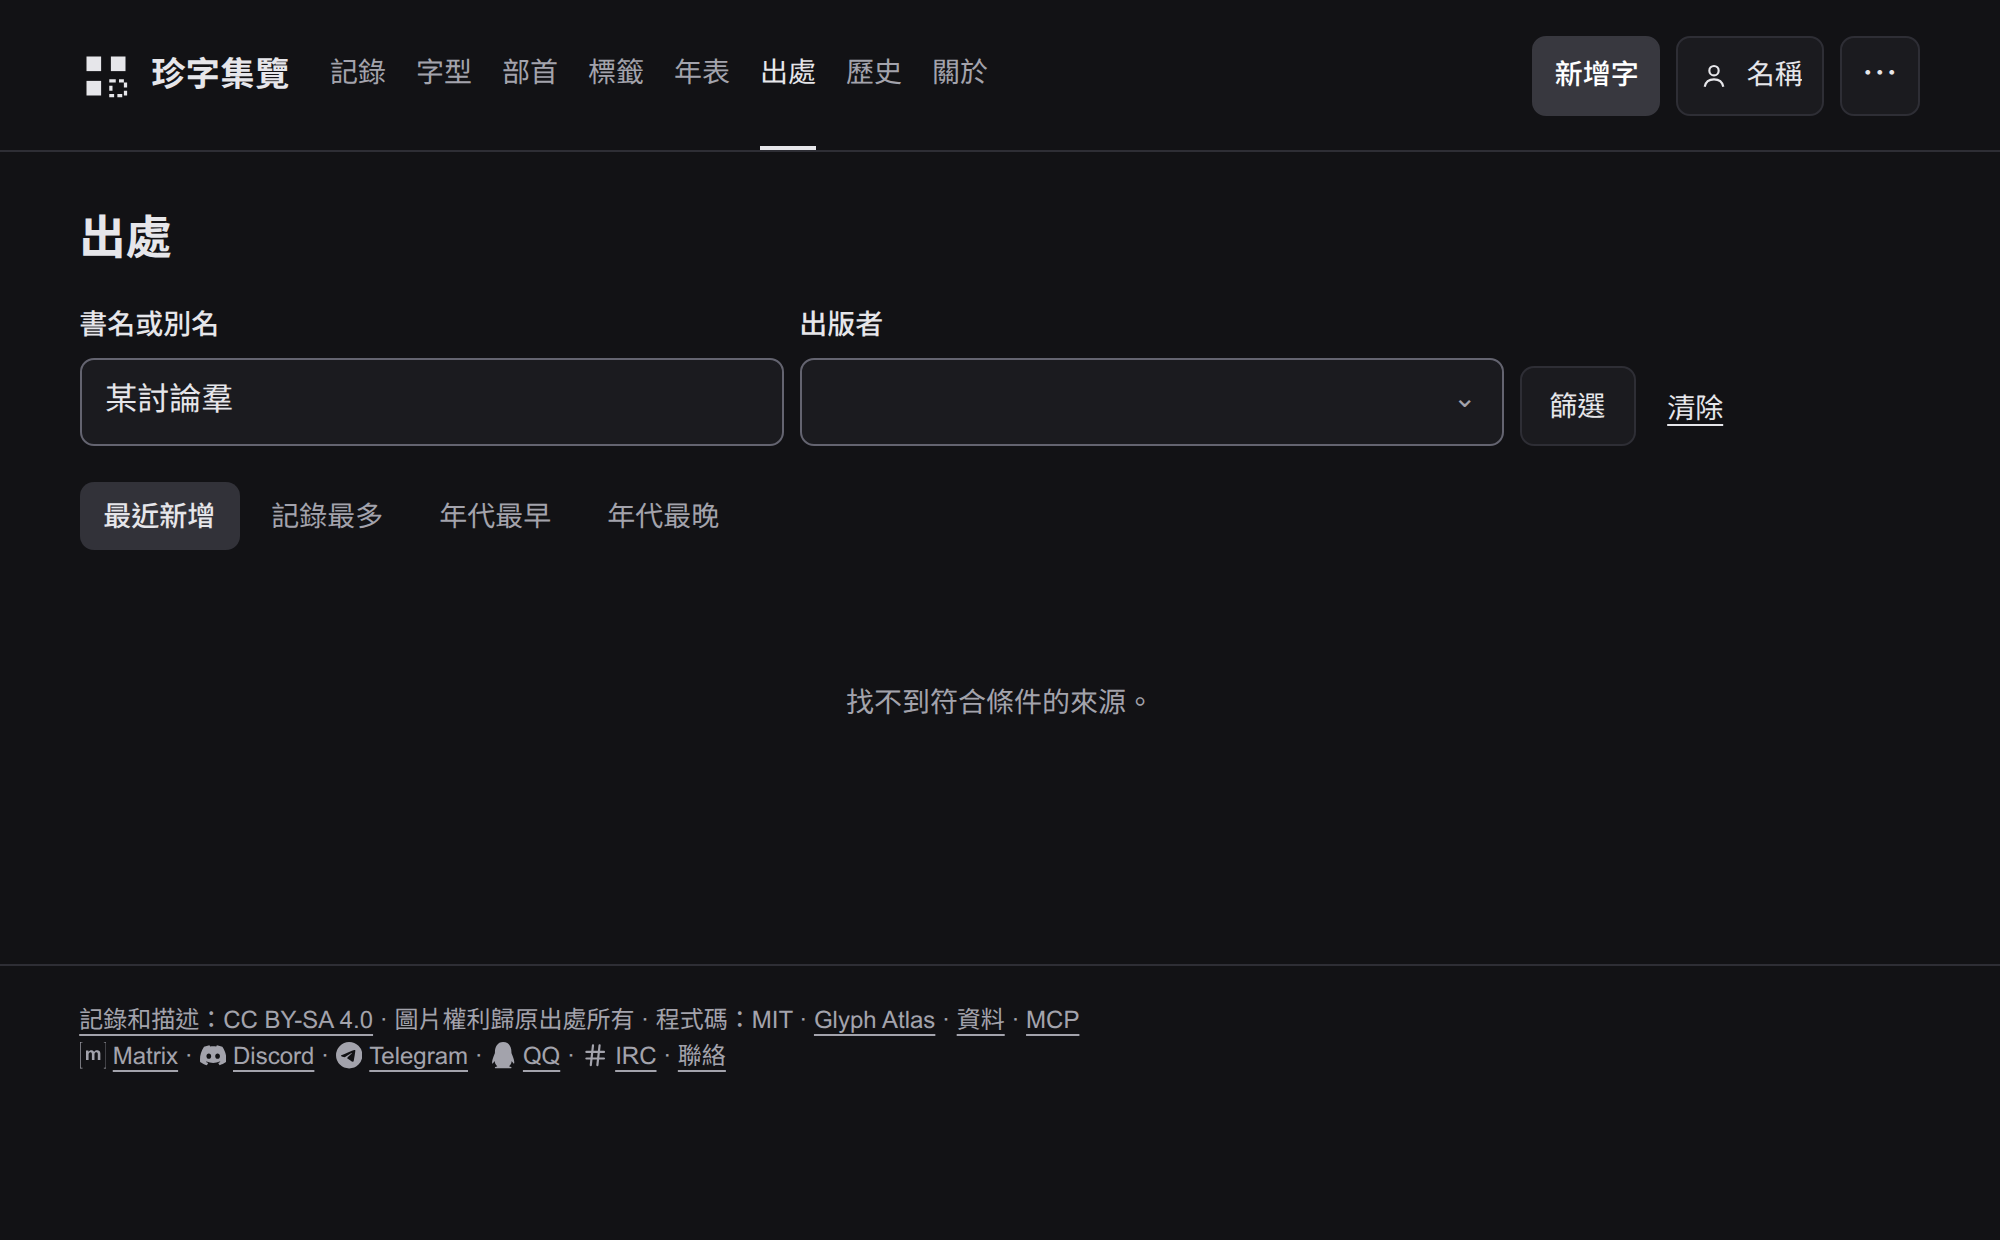 珍字集覽 記錄 字型 部首 標籤 年表 出處 歷史 關於 新增字 名稱 ···
出處
書名或別名 出版者
某討論羣 篩選 清除
最近新增 記錄最多 年代最早 年代最晚
找不到符合條件的來源。
記錄和描述：CC BY-SA 4.0 · 圖片權利歸原出處所有 · 程式碼：MIT · Glyph Atlas · 資料 · MCP
[m] Matrix · Discord · Telegram · QQ · # IRC · 聯絡